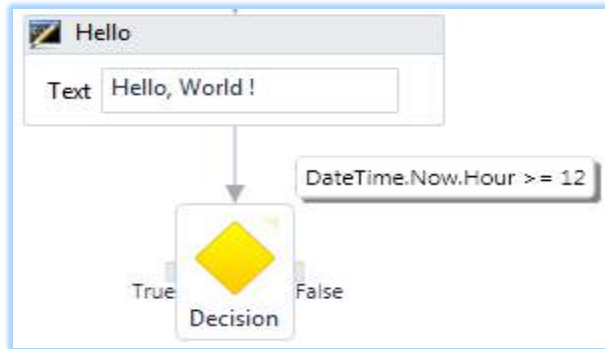 Hello
Text Hello, World !
DateTime.Now.Hour >= 12
True False
Decision